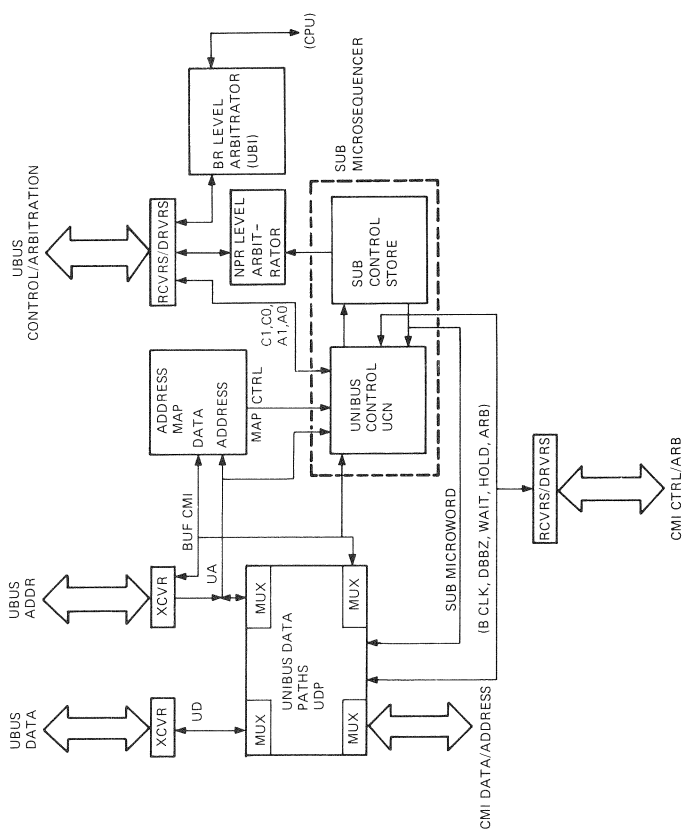 UBUS
DATA
UBUS
ADDR
UBUS
CONTROL/ARBITRATION
XCVR
XCVR
RCVRS/DRVRS
UD
UA
BUF CMI
ADDRESS
MAP
DATA
ADDRESS
MAP CTRL
C1,C0,
A1,A0
NPR LEVEL
ARBIT-
RATOR
BR LEVEL
ARBITRATOR
(UBI)
(CPU)
MUX
MUX
UNIBUS DATA
PATHS
UDP
MUX
MUX
UNIBUS
CONTROL
UCN
SUB
CONTROL
STORE
SUB
MICROSEQUENCER
SUB MICROWORD
(B CLK, DBBZ, WAIT, HOLD, ARB)
CMI DATA/ADDRESS
RCVRS/DRVRS
CMI CTRL/ARB